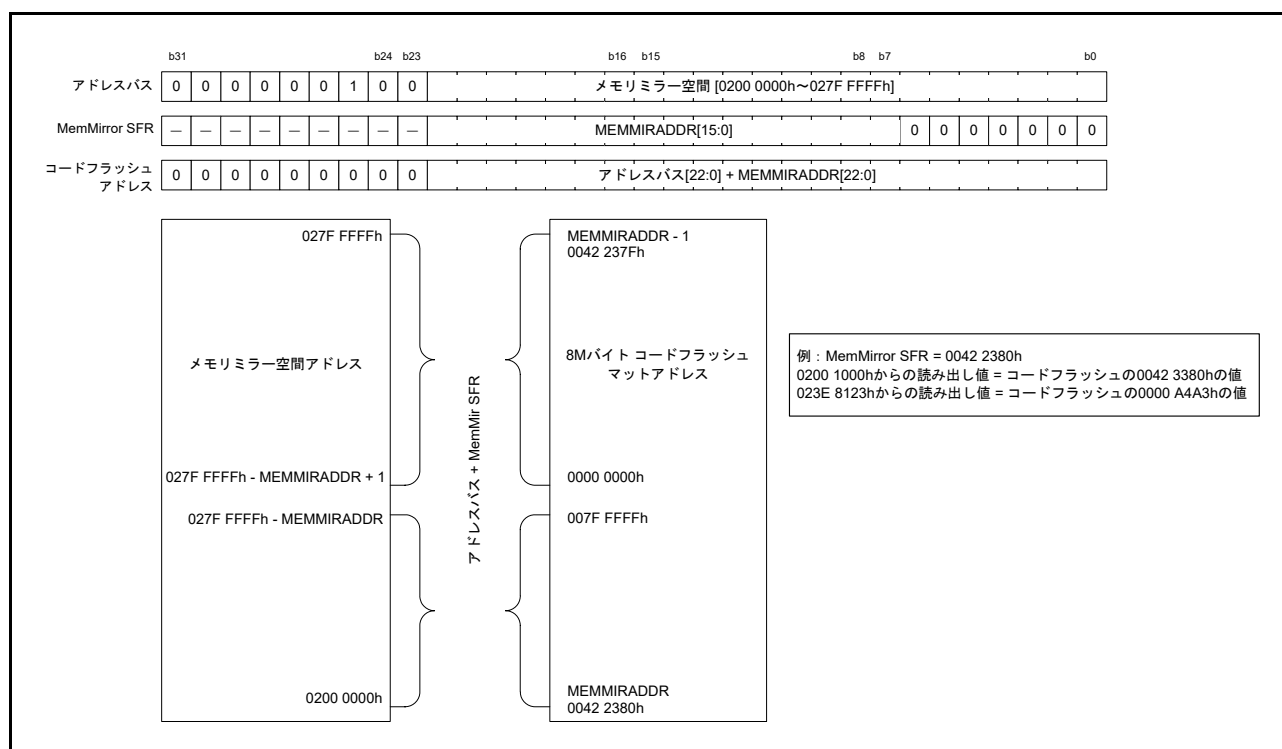 b31 b24 b23 b16 b15 b8 b7 b0
アドレスバス 0 0 0 0 0 0 1 0 0 メモリミラー空間 [0200 0000h~027F FFFFh]
MemMirror SFR — — — — — — — — — MEMMIRADDR[15:0] 0 0 0 0 0 0 0
コードフラッシュ
アドレス 0 0 0 0 0 0 0 0 0 アドレスバス[22:0] + MEMMIRADDR[22:0]
027F FFFFh
メモリミラー空間アドレス
027F FFFFh - MEMMIRADDR + 1
027F FFFFh - MEMMIRADDR
0200 0000h
アドレスバス + MemMir SFR
MEMMIRADDR - 1
0042 237Fh
8Mバイト コードフラッシュ
マットアドレス
0000 0000h
007F FFFFh
MEMMIRADDR
0042 2380h
例:MemMirror SFR = 0042 2380h
0200 1000hからの読み出し値 = コードフラッシュの0042 3380hの値
023E 8123hからの読み出し値 = コードフラッシュの0000 A4A3hの値